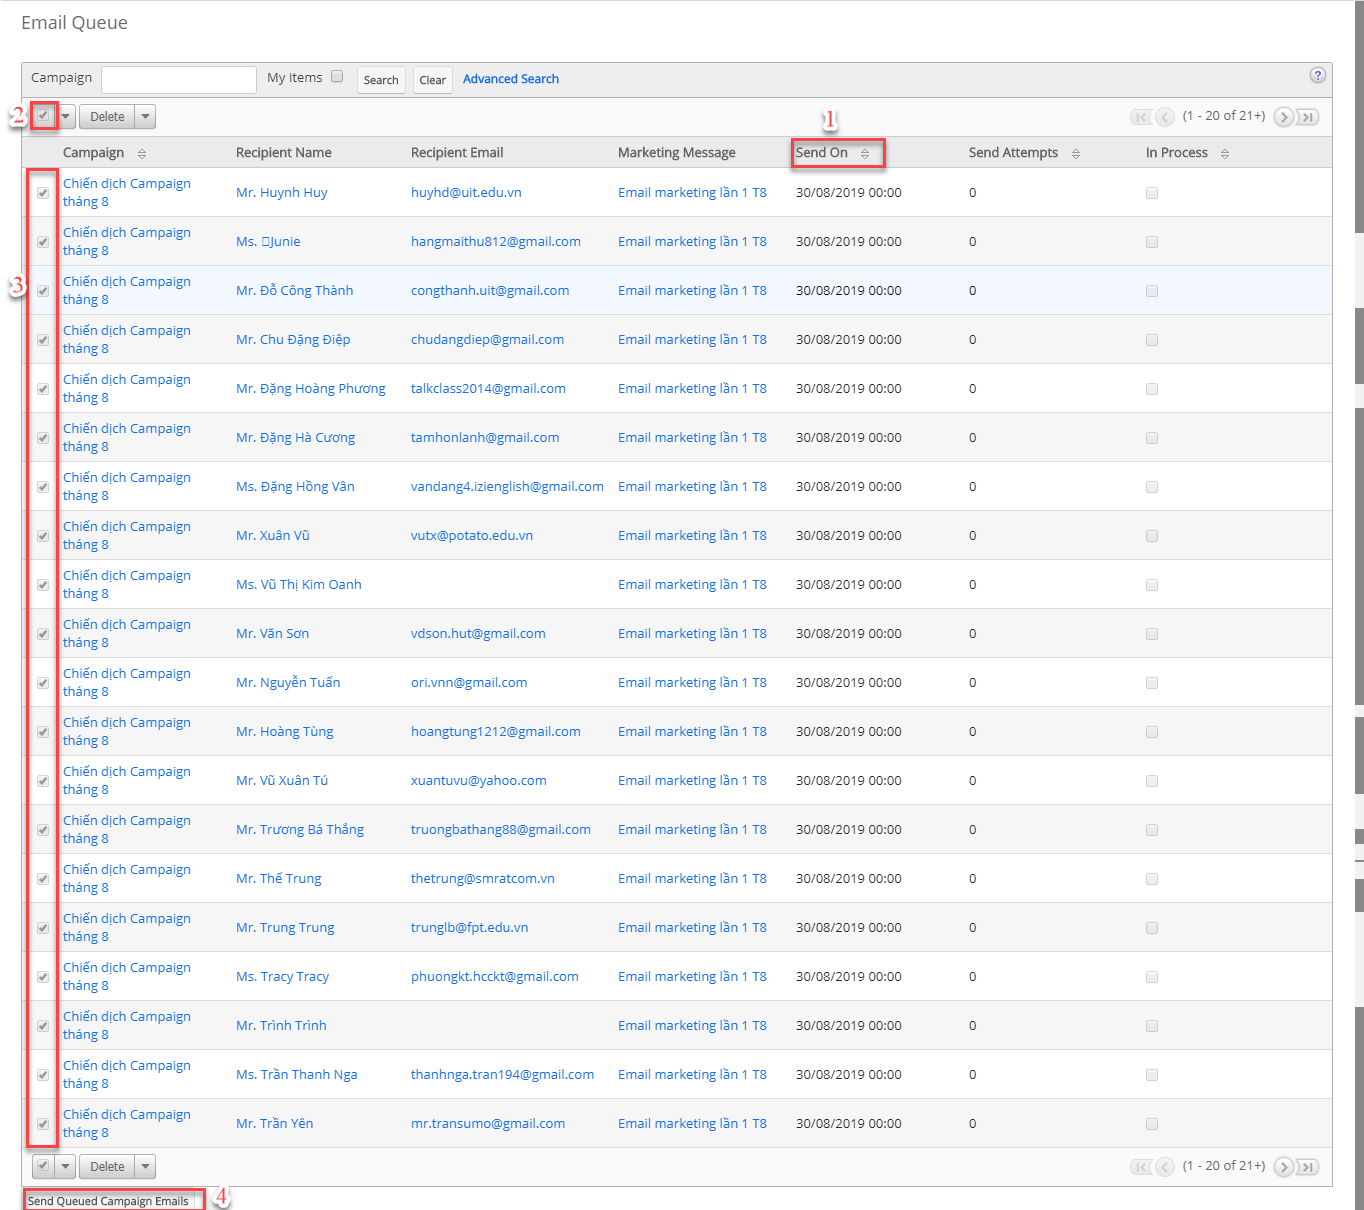 Email Queue
Campaign My Items Search Clear Advanced Search ?
2 Delete 1 (1 - 20 of 21+)
Campaign Recipient Name Recipient Email Marketing Message Send On Send Attempts In Process
Chiến dịch Campaign
tháng 8
Mr. Huynh Huy huyhd@uit.edu.vn Email marketing lần 1 T8 30/08/2019 00:00 0
Chiến dịch Campaign
tháng 8
Ms. Junie hangmaithu812@gmail.com Email marketing lần 1 T8 30/08/2019 00:00 0
3
Chiến dịch Campaign
tháng 8
Mr. Đỗ Công Thành congthanh.uit@gmail.com Email marketing lần 1 T8 30/08/2019 00:00 0
Chiến dịch Campaign
tháng 8
Mr. Chu Đặng Điệp chudangdiep@gmail.com Email marketing lần 1 T8 30/08/2019 00:00 0
Chiến dịch Campaign
tháng 8
Mr. Đặng Hoàng Phương talkclass2014@gmail.com Email marketing lần 1 T8 30/08/2019 00:00 0
Chiến dịch Campaign
tháng 8
Mr. Đặng Hà Cương tamhonlanh@gmail.com Email marketing lần 1 T8 30/08/2019 00:00 0
Chiến dịch Campaign
tháng 8
Ms. Đặng Hồng Vân vandang4.izienglish@gmail.com Email marketing lần 1 T8 30/08/2019 00:00 0
Chiến dịch Campaign
tháng 8
Mr. Xuân Vũ vutx@potato.edu.vn Email marketing lần 1 T8 30/08/2019 00:00 0
Chiến dịch Campaign
tháng 8
Ms. Vũ Thị Kim Oanh Email marketing lần 1 T8 30/08/2019 00:00 0
Chiến dịch Campaign
tháng 8
Mr. Văn Sơn vdson.hut@gmail.com Email marketing lần 1 T8 30/08/2019 00:00 0
Chiến dịch Campaign
tháng 8
Mr. Nguyễn Tuấn ori.vnn@gmail.com Email marketing lần 1 T8 30/08/2019 00:00 0
Chiến dịch Campaign
tháng 8
Mr. Hoàng Tùng hoangtung1212@gmail.com Email marketing lần 1 T8 30/08/2019 00:00 0
Chiến dịch Campaign
tháng 8
Mr. Vũ Xuân Tú xuantuvu@yahoo.com Email marketing lần 1 T8 30/08/2019 00:00 0
Chiến dịch Campaign
tháng 8
Mr. Trương Bá Thắng truongbathang88@gmail.com Email marketing lần 1 T8 30/08/2019 00:00 0
Chiến dịch Campaign
tháng 8
Mr. Thế Trung thetrung@smratcom.vn Email marketing lần 1 T8 30/08/2019 00:00 0
Chiến dịch Campaign
tháng 8
Mr. Trung Trung trunglb@fpt.edu.vn Email marketing lần 1 T8 30/08/2019 00:00 0
Chiến dịch Campaign
tháng 8
Ms. Tracy Tracy phuongkt.hcckt@gmail.com Email marketing lần 1 T8 30/08/2019 00:00 0
Chiến dịch Campaign
tháng 8
Mr. Trình Trình Email marketing lần 1 T8 30/08/2019 00:00 0
Chiến dịch Campaign
tháng 8
Ms. Trần Thanh Nga thanhnga.tran194@gmail.com Email marketing lần 1 T8 30/08/2019 00:00 0
Chiến dịch Campaign
tháng 8
Mr. Trần Yên mr.transumo@gmail.com Email marketing lần 1 T8 30/08/2019 00:00 0
Delete (1 - 20 of 21+)
Send Queued Campaign Emails 4